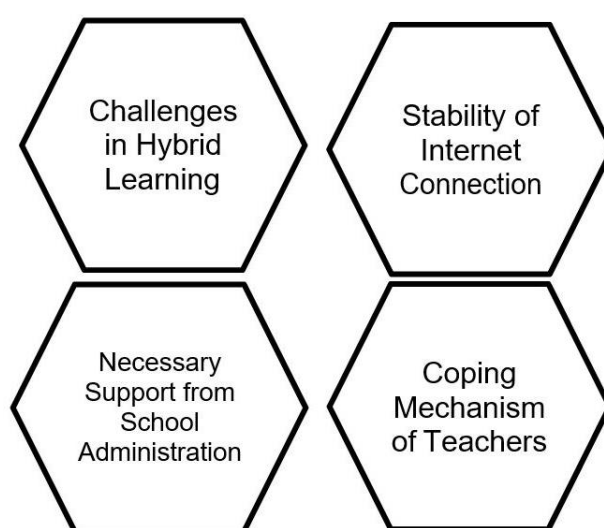 Challenges
in Hybrid
Learning
Stability of
Internet
Connection
Necessary
Support from
School
Administration
Coping
Mechanism
of Teachers